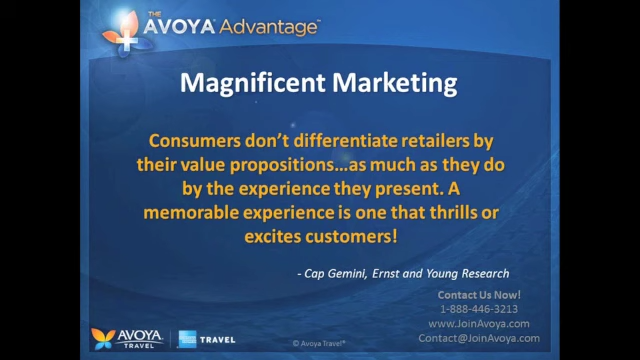 THE
AVOYA Advantage™
Magnificent Marketing
Consumers don't differentiate retailers by
their value propositions…as much as they do
by the experience they present. A
memorable experience is one that thrills or
excites customers!
- Cap Gemini, Ernst and Young Research
Contact Us Now!
1-888-446-3213
www.JoinAvoya.com
Contact@JoinAvoya.com
AVOYA
TRAVEL
TRAVEL
© Avoya Travel®